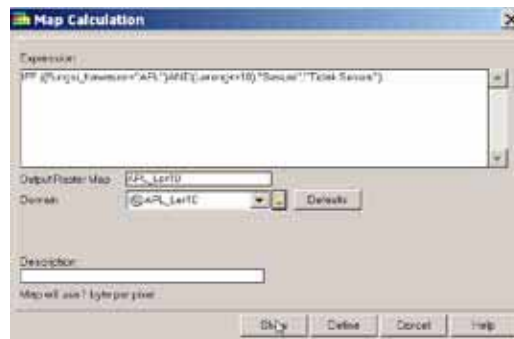 Map Calculation
Expression
IFF ((Fungsi_Kawasan="APL")AND(Lereng<=10),"Sesuai","Tidak Sesuai")
Output Raster Map APL_Ler10
Domain APL_Ler10 Defaults
Description:
Map will use 1 byte per pixel
Show Define Cancel Help